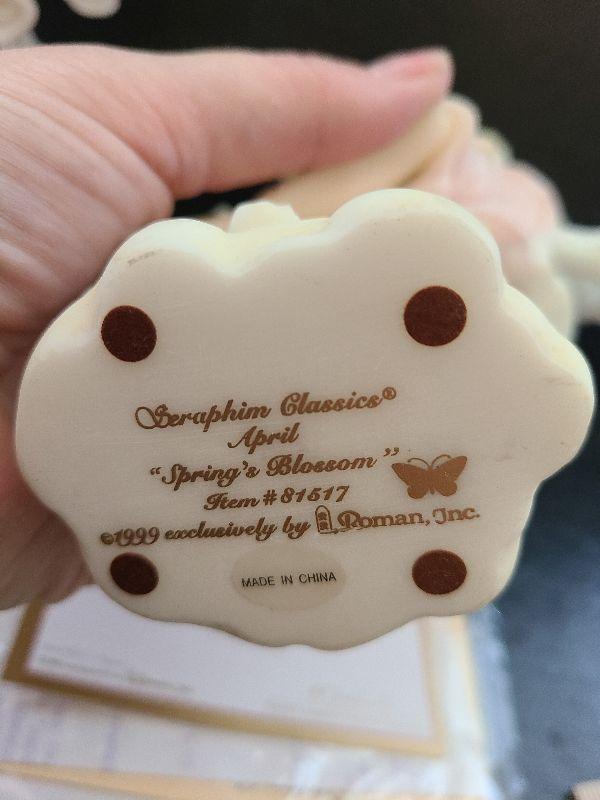 Seraphim Classics®
April
"Spring's Blossom"
Item # 81517
©1999 exclusively by Roman, Inc.
MADE IN CHINA